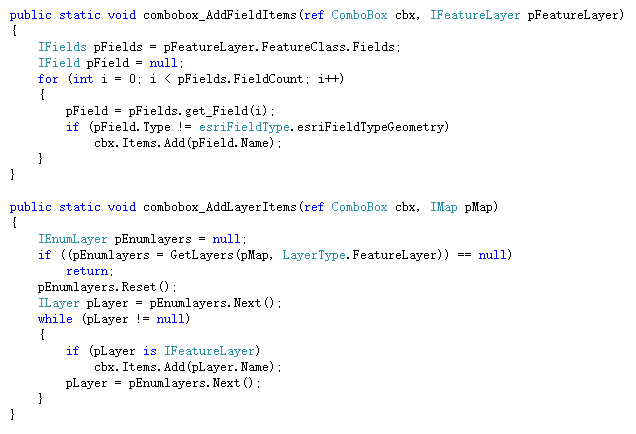 public static void combobox_AddFieldItems(ref ComboBox cbx, IFeatureLayer pFeatureLayer)
{
    IFields pFields = pFeatureLayer.FeatureClass.Fields;
    IField pField = null;
    for (int i = 0; i < pFields.FieldCount; i++)
    {
        pField = pFields.get_Field(i);
        if (pField.Type != esriFieldType.esriFieldTypeGeometry)
            cbx.Items.Add(pField.Name);
    }
}

public static void combobox_AddLayerItems(ref ComboBox cbx, IMap pMap)
{
    IEnumLayer pEnumlayers = null;
    if ((pEnumlayers = GetLayers(pMap, LayerType.FeatureLayer)) == null)
        return;
    pEnumlayers.Reset();
    ILayer pLayer = pEnumlayers.Next();
    while (pLayer != null)
    {
        if (pLayer is IFeatureLayer)
            cbx.Items.Add(pLayer.Name);
        pLayer = pEnumlayers.Next();
    }
}